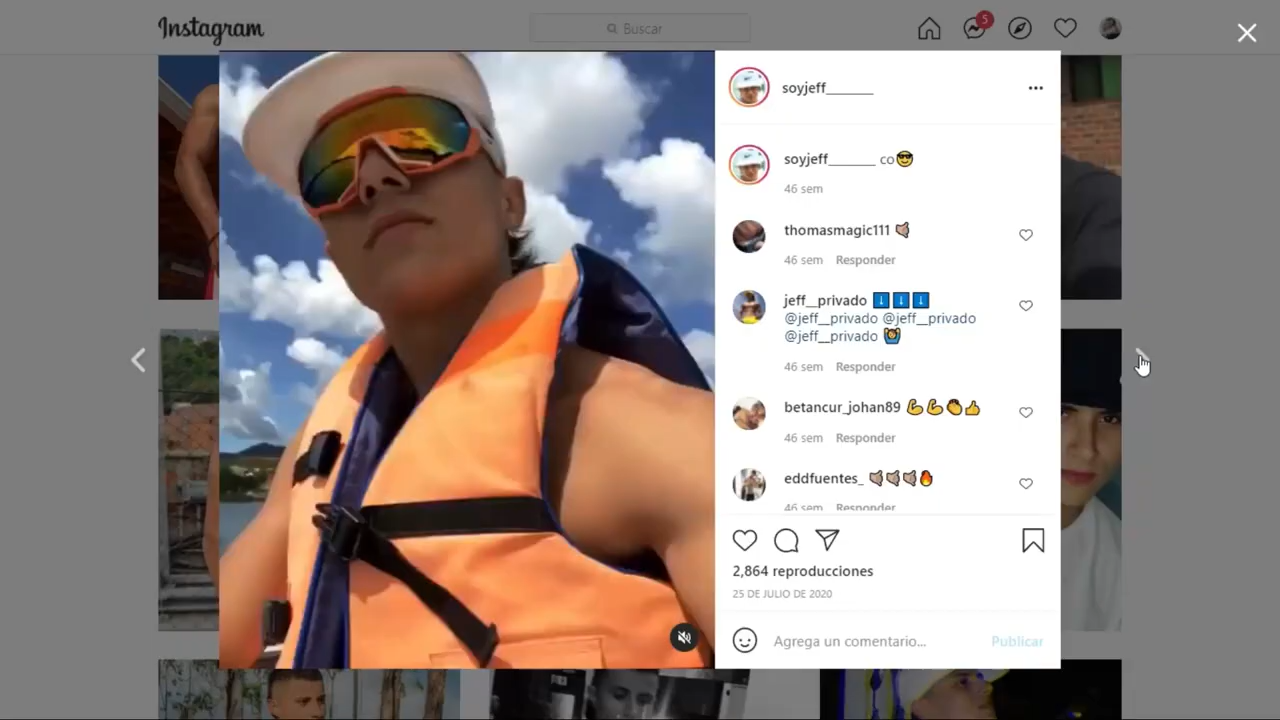 Instagram
Buscar
5
soyjeff_______
soyjeff_______ co😎
46 sem
thomasmagic111 🤙🏽
46 sem Responder
jeff__privado ⬇️⬇️⬇️
@jeff__privado @jeff__privado
@jeff__privado 🙆🏽‍♂️
46 sem Responder
betancur_johan89 💪💪👏👍
46 sem Responder
eddfuentes_ 🤙🏽🤙🏽🤙🏽🔥
46 sem Responder
2,864 reproducciones
25 DE JULIO DE 2020
Agrega un comentario... Publicar